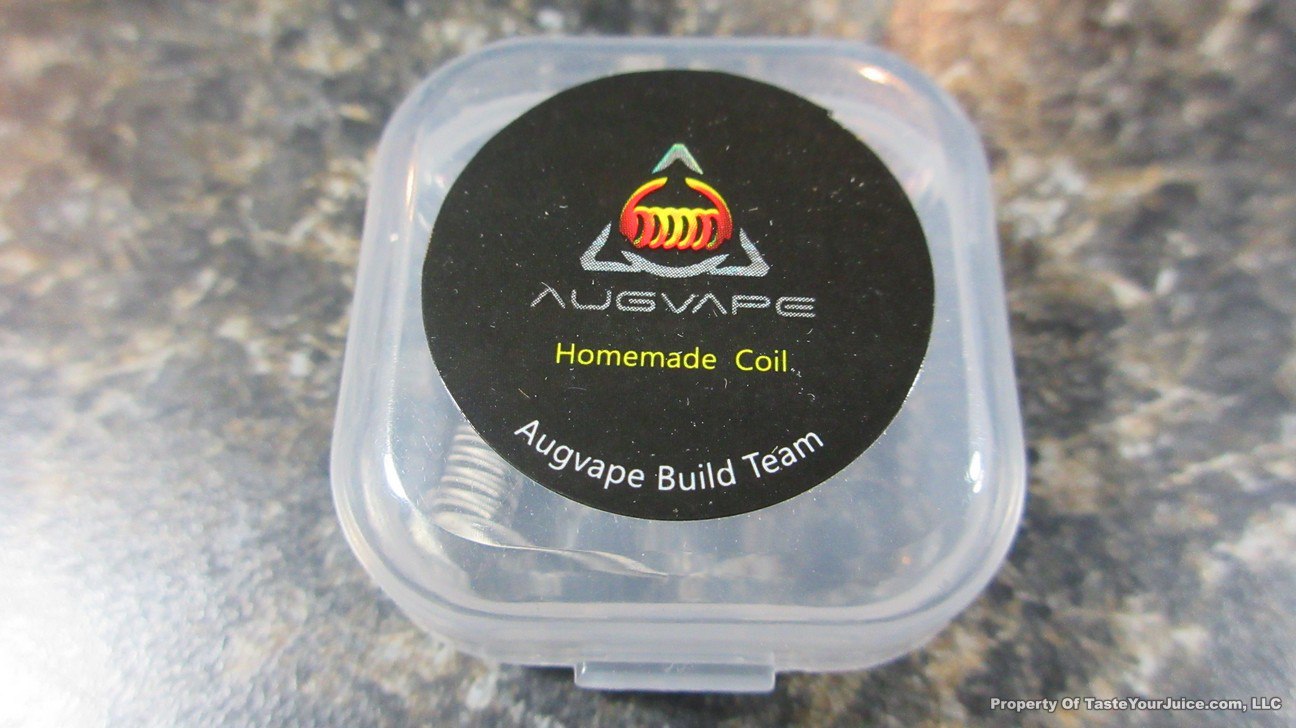 AUGVAPE
Homemade Coil
Augvape Build Team
Property Of TasteYourJuice.com, LLC